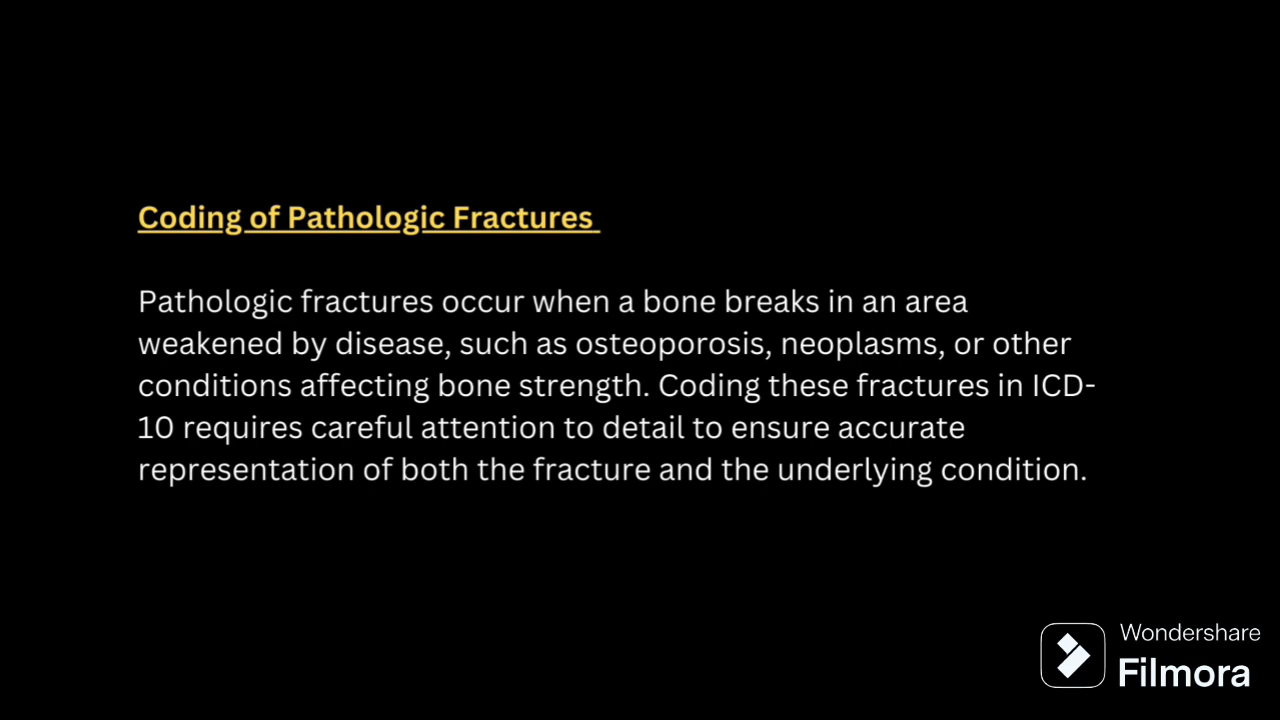 Coding of Pathologic Fractures
Pathologic fractures occur when a bone breaks in an area
weakened by disease, such as osteoporosis, neoplasms, or other
conditions affecting bone strength. Coding these fractures in ICD-
10 requires careful attention to detail to ensure accurate
representation of both the fracture and the underlying condition.
Wondershare
Filmora